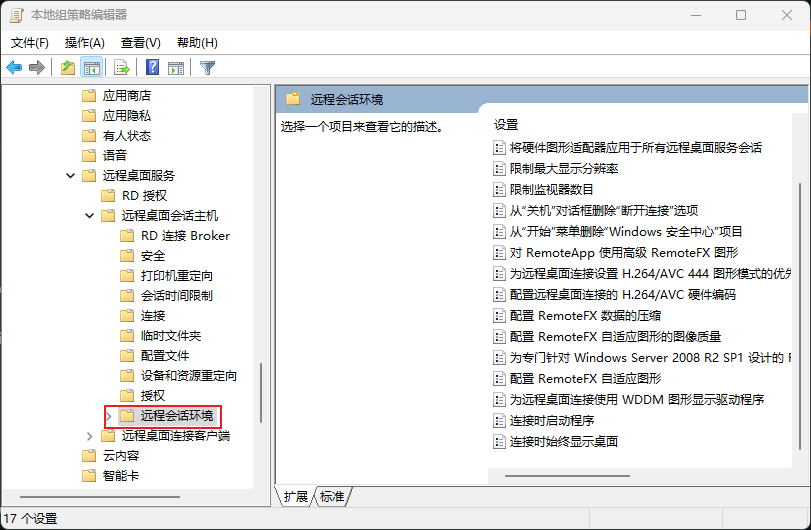 本地组策略编辑器
文件(F) 操作(A) 查看(V) 帮助(H)
应用商店
应用隐私
有人状态
语音
远程桌面服务
RD 授权
远程桌面会话主机
RD 连接 Broker
安全
打印机重定向
会话时间限制
连接
临时文件夹
配置文件
设备和资源重定向
授权
远程会话环境
远程桌面连接客户端
云内容
智能卡
远程会话环境
选择一个项目来查看它的描述。
设置
将硬件图形适配器应用于所有远程桌面服务会话
限制最大显示分辨率
限制监视器数目
从“关机”对话框删除“断开连接”选项
从“开始”菜单删除“Windows 安全中心”项目
对 RemoteApp 使用高级 RemoteFX 图形
为远程桌面连接设置 H.264/AVC 444 图形模式的优先
配置远程桌面连接的 H.264/AVC 硬件编码
配置 RemoteFX 数据的压缩
配置 RemoteFX 自适应图形的图像质量
为专门针对 Windows Server 2008 R2 SP1 设计的 R
配置 RemoteFX 自适应图形
为远程桌面连接使用 WDDM 图形显示驱动程序
连接时启动程序
连接时始终显示桌面
扩展 标准
17 个设置